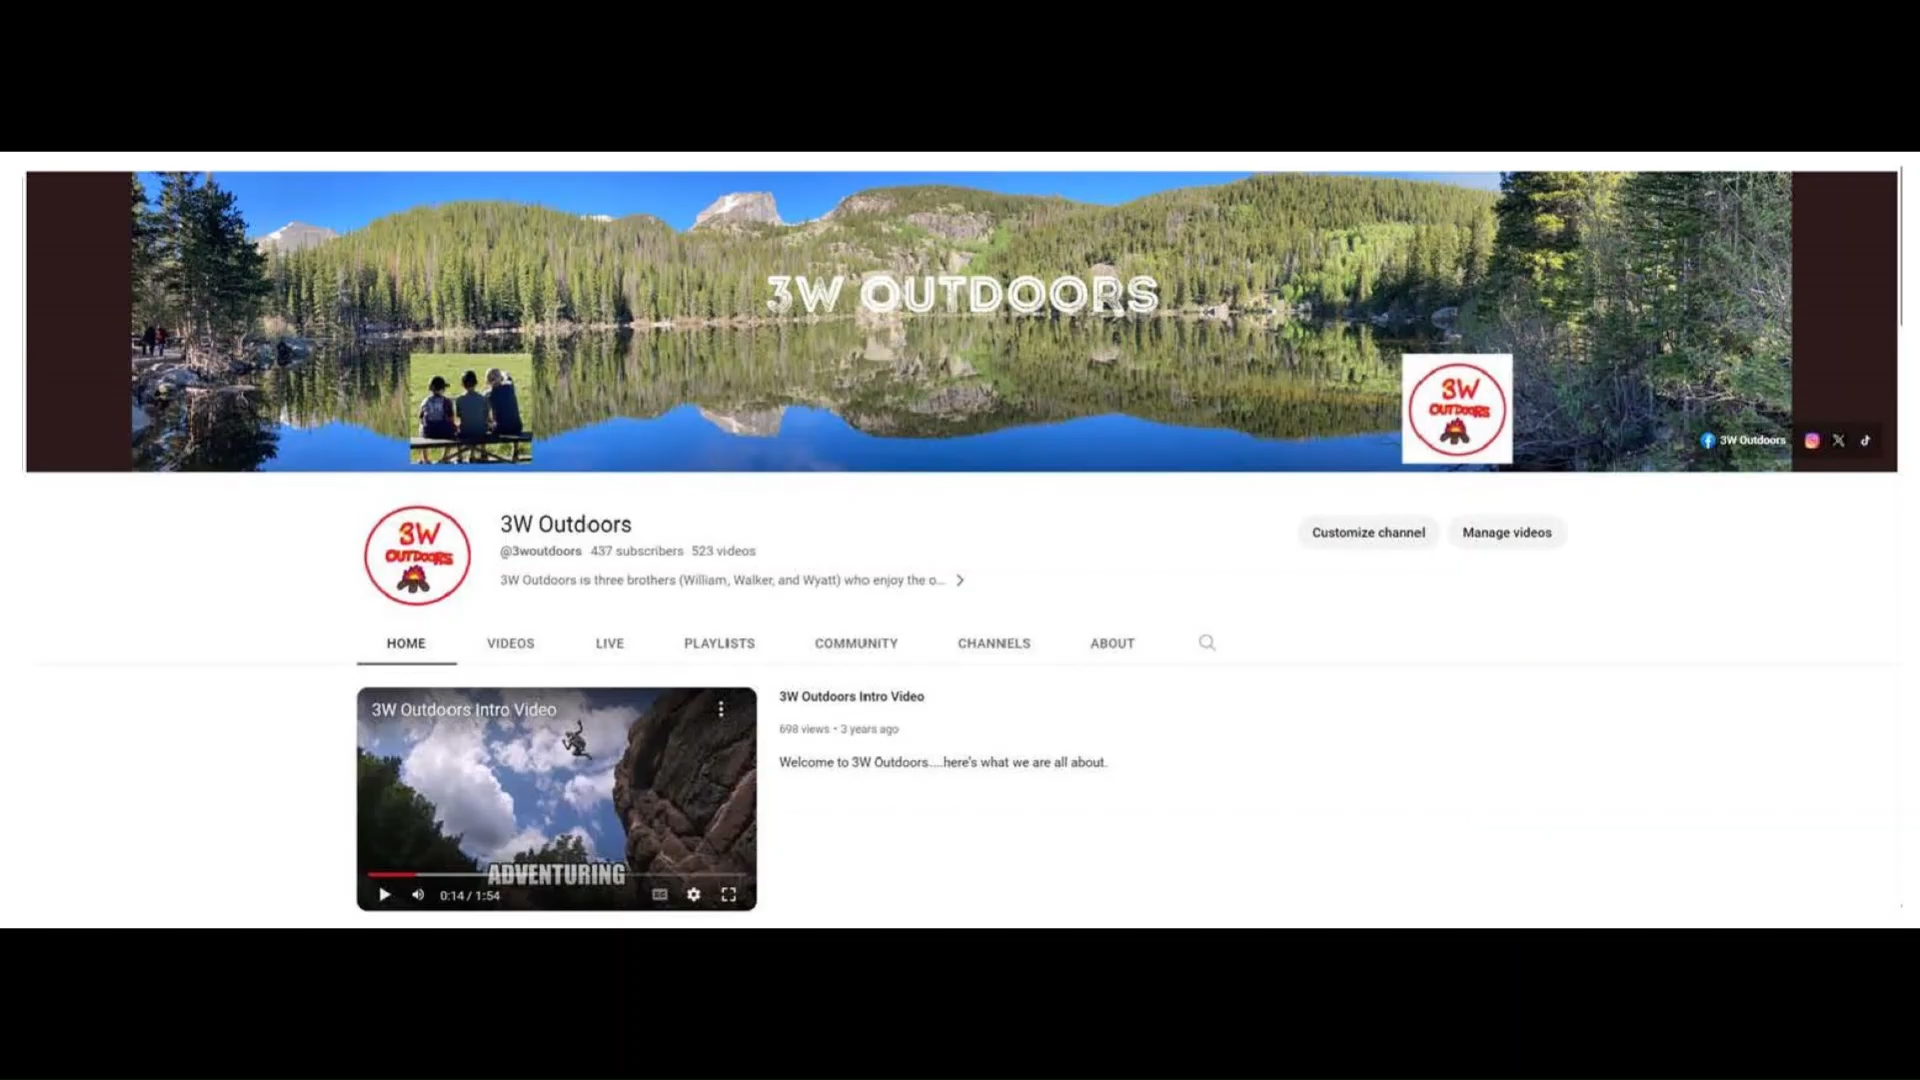 3W OUTDOORS
3W
OUTDOORS
3W Outdoors
3W
OUTDOORS
3W Outdoors
@3woutdoors 437 subscribers 523 videos
3W Outdoors is three brothers (William, Walker, and Wyatt) who enjoy the o...
Customize channel Manage videos
HOME VIDEOS LIVE PLAYLISTS COMMUNITY CHANNELS ABOUT
3W Outdoors Intro Video
ADVENTURING
0:14 / 1:54
CC
3W Outdoors Intro Video
698 views • 3 years ago
Welcome to 3W Outdoors....here's what we are all about.